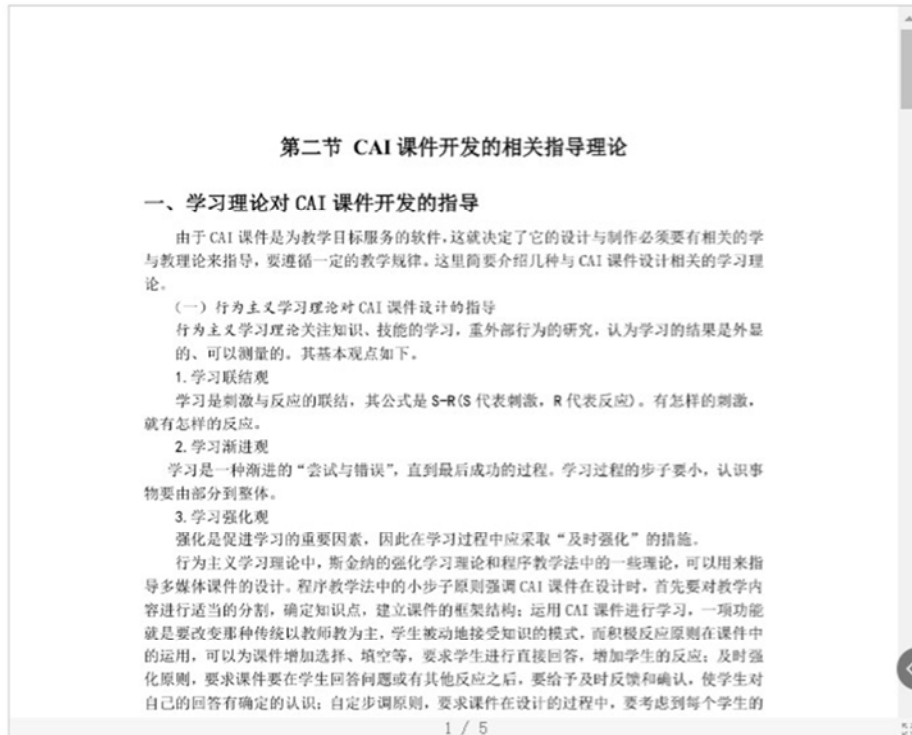 第二节 CAI 课件开发的相关指导理论
一、学习理论对 CAI 课件开发的指导
由于 CAI 课件是为教学目标服务的软件,这就决定了它的设计与制作必须要有相关的学
与教理论来指导，要遵循一定的教学规律。这里简要介绍几种与 CAI 课件设计相关的学习理
论。
（一）行为主义学习理论对 CAI 课件设计的指导
行为主义学习理论关注知识、技能的学习，重外部行为的研究，认为学习的结果是外显
的、可以测量的。其基本观点如下。
1.学习联结观
学习是刺激与反应的联结，其公式是 S-R(S 代表刺激，R 代表反应)。有怎样的刺激，
就有怎样的反应。
2.学习渐进观
学习是一种渐进的“尝试与错误”，直到最后成功的过程。学习过程的步子要小，认识事
物要由部分到整体。
3.学习强化观
强化是促进学习的重要因素，因此在学习过程中应采取“及时强化”的措施。
行为主义学习理论中，斯金纳的强化学习理论和程序教学法中的一些理论，可以用来指
导多媒体课件的设计。程序教学法中的小步子原则强调 CAI 课件在设计时，首先要对教学内
容进行适当的分割，确定知识点，建立课件的框架结构；运用 CAI 课件进行学习，一项功能
就是要改变那种传统以教师教为主，学生被动地接受知识的模式，而积极反应原则在课件中
的运用，可以为课件增加选择、填空等，要求学生进行直接回答，增加学生的反应；及时强
化原则，要求课件要在学生回答问题或有其他反应之后，要给予及时反馈和确认，使学生对
自己的回答有确定的认识；自定步调原则，要求课件在设计的过程中，要考虑到每个学生的
1 / 5